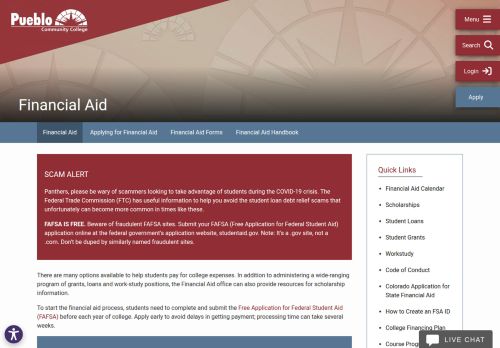 Pueblo
Community College
Menu
Search
Login
Apply
Financial Aid
Financial Aid
Applying for Financial Aid
Financial Aid Forms
Financial Aid Handbook
SCAM ALERT
Panthers, please be wary of scammers looking to take advantage of students during the COVID-19 crisis. The
Federal Trade Commission (FTC) has useful information to help you avoid the student loan debt relief scams that
unfortunately can become more common in times like these.
FAFSA IS FREE. Beware of fraudulent FAFSA sites. Submit your FAFSA (Free Application for Federal Student Aid)
application online at the federal government's application website, studentaid.gov. Note: It's a .gov site, not a
.com. Don't be duped by similarly named fraudulent sites.
There are many options available to help students pay for college expenses. In addition to administering a wide-ranging
program of grants, loans and work-study positions, the Financial Aid office can also provide resources for scholarship
information.
To start the financial aid process, students need to complete and submit the Free Application for Federal Student Aid
(FAFSA) before each year of college. Apply early to avoid delays in getting payment; processing time can take several
weeks.
Quick Links
Financial Aid Calendar
Scholarships
Student Loans
Student Grants
Workstudy
Code of Conduct
Colorado Application for
State Financial Aid
How to Create an FSA ID
College Financing Plan
Course Program
LIVE CHAT